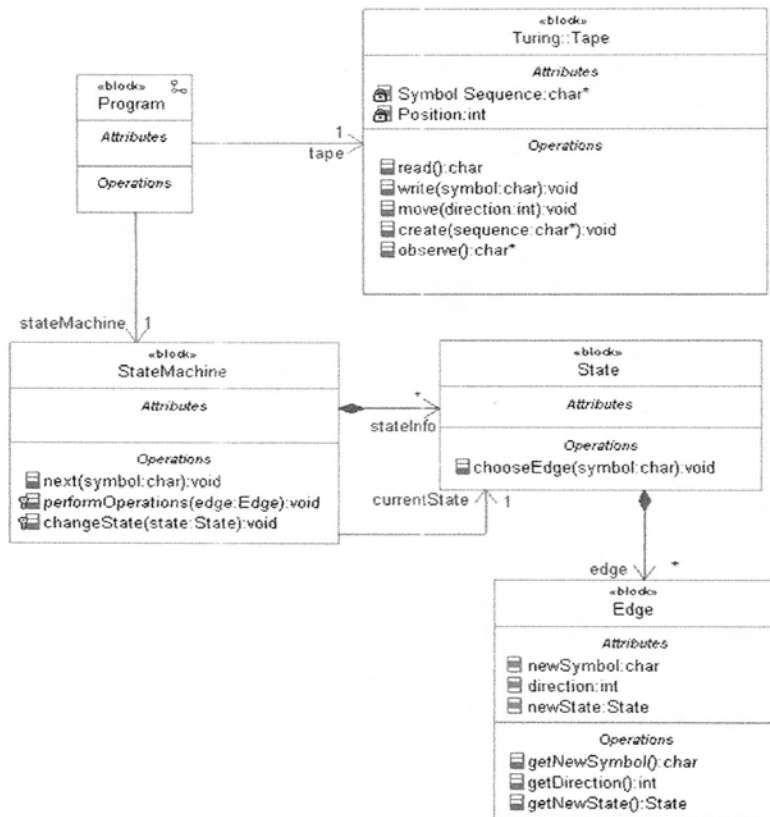 «block»
Program
Attributes
Operations
«block»
Turing::Tape
Attributes
Symbol Sequence:char*
Position:int
Operations
read():char
write(symbol:char):void
move(direction:int):void
create(sequence:char*):void
observe():char*
1
tape
stateMachine 1
«block»
StateMachine
Attributes
Operations
next(symbol:char):void
performOperations(edge:Edge):void
changeState(state:State):void
*
stateInfo
currentState 1
«block»
State
Attributes
Operations
chooseEdge(symbol:char):void
edge *
«block»
Edge
Attributes
newSymbol:char
direction:int
newState:State
Operations
getNewSymbol():char
getDirection():int
getNewState():State